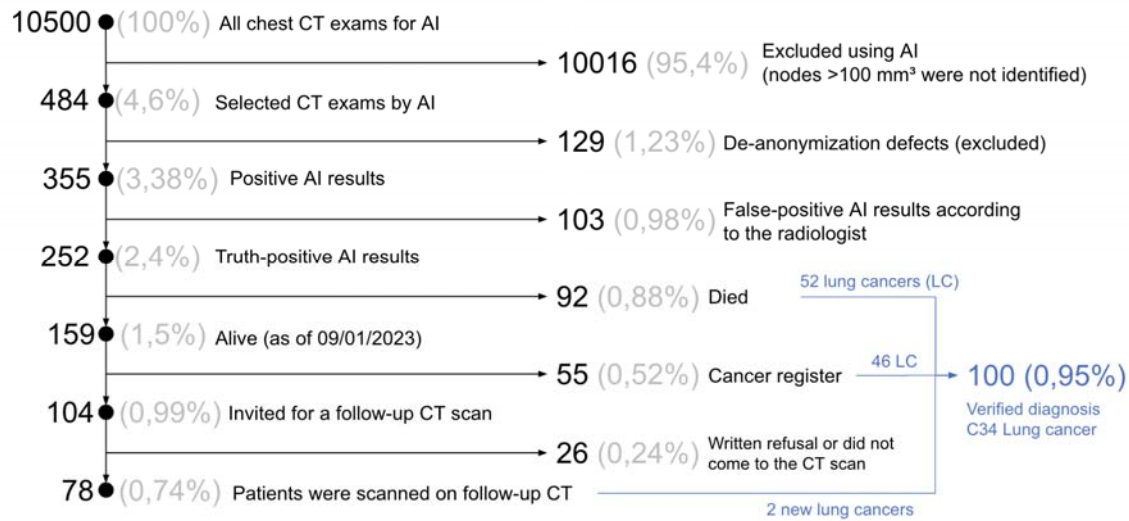 10500 (100%) All chest CT exams for AI
10016 (95,4%) Excluded using AI
(nodes >100 mm³ were not identified)
484 (4,6%) Selected CT exams by AI
129 (1,23%) De-anonymization defects (excluded)
355 (3,38%) Positive AI results
103 (0,98%) False-positive AI results according
to the radiologist
252 (2,4%) Truth-positive AI results
52 lung cancers (LC)
92 (0,88%) Died
159 (1,5%) Alive (as of 09/01/2023)
46 LC
55 (0,52%) Cancer register
100 (0,95%)
Verified diagnosis
C34 Lung cancer
104 (0,99%) Invited for a follow-up CT scan
26 (0,24%) Written refusal or did not
come to the CT scan
78 (0,74%) Patients were scanned on follow-up CT
2 new lung cancers